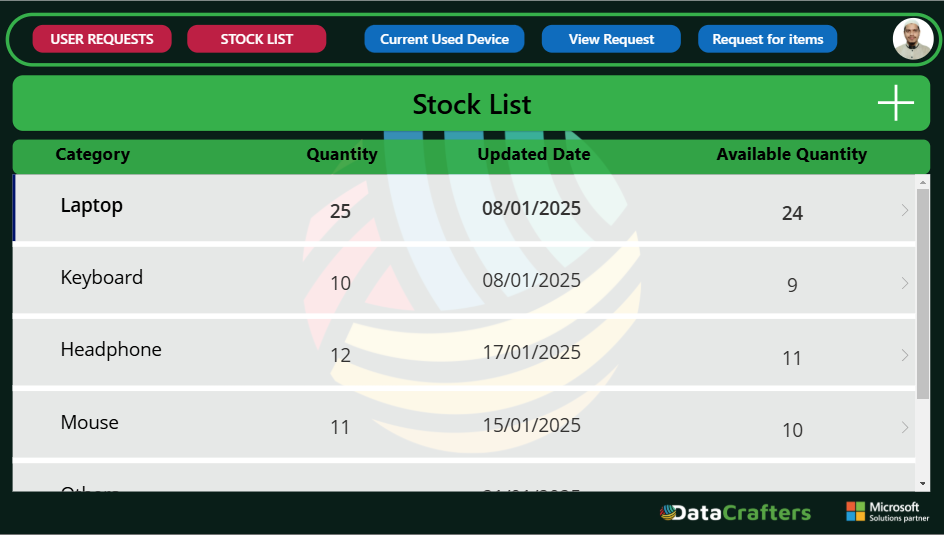 USER REQUESTS STOCK LIST Current Used Device View Request Request for items
Stock List
Category Quantity Updated Date Available Quantity
Laptop 25 08/01/2025 24
Keyboard 10 08/01/2025 9
Headphone 12 17/01/2025 11
Mouse 11 15/01/2025 10
DataCrafters Microsoft
Solutions partner